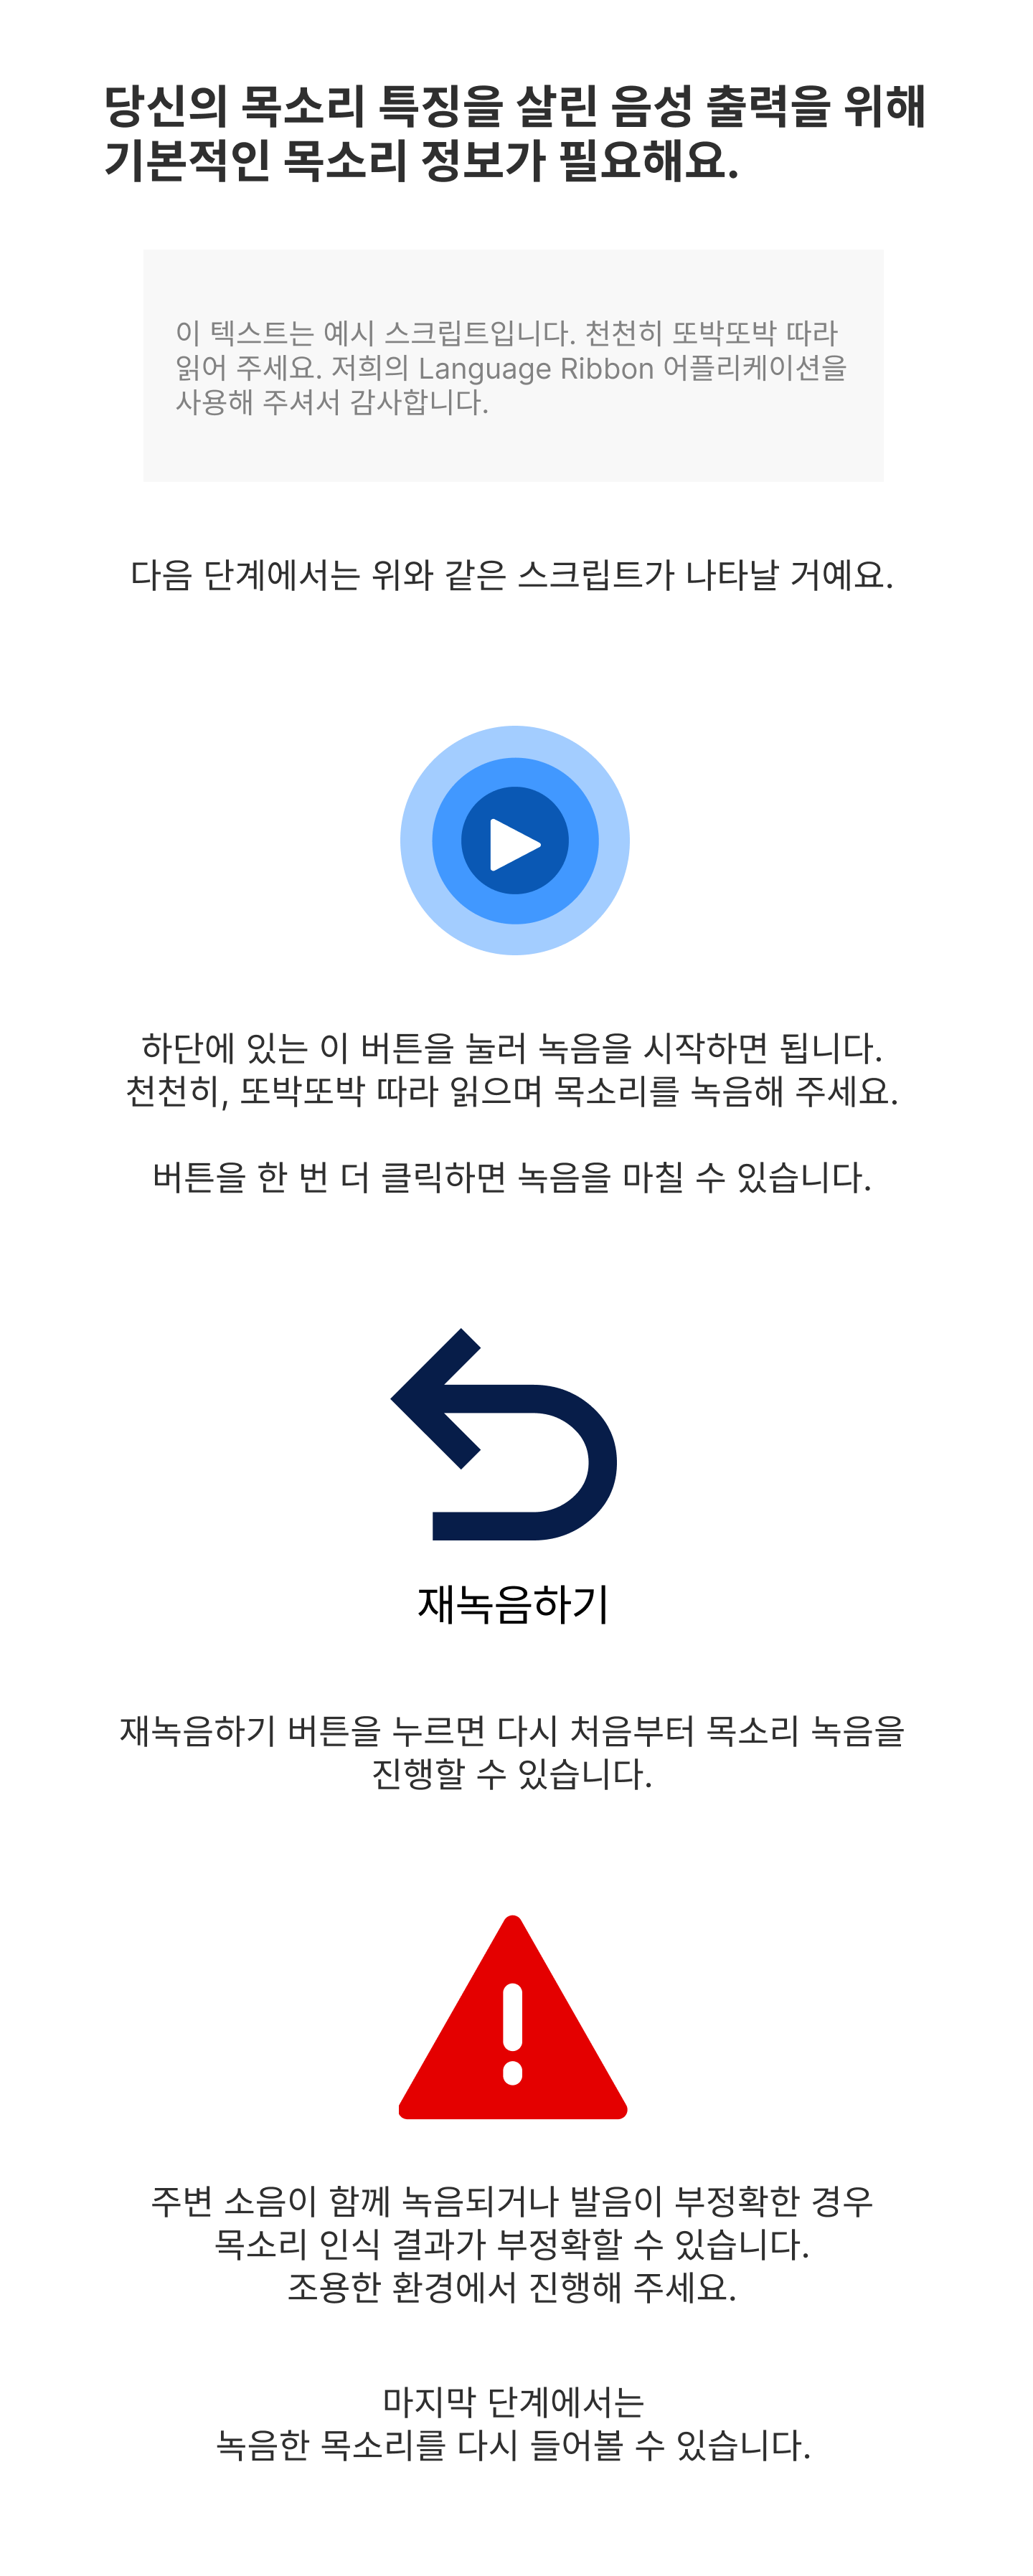 당신의 목소리 특징을 살린 음성 출력을 위해
기본적인 목소리 정보가 필요해요.
이 텍스트는 예시 스크립트입니다. 천천히 또박또박 따라
읽어 주세요. 저희의 Language Ribbon 어플리케이션을
사용해 주셔서 감사합니다.
다음 단계에서는 위와 같은 스크립트가 나타날 거예요.
하단에 있는 이 버튼을 눌러 녹음을 시작하면 됩니다.
천천히, 또박또박 따라 읽으며 목소리를 녹음해 주세요.
버튼을 한 번 더 클릭하면 녹음을 마칠 수 있습니다.
재녹음하기
재녹음하기 버튼을 누르면 다시 처음부터 목소리 녹음을
진행할 수 있습니다.
주변 소음이 함께 녹음되거나 발음이 부정확한 경우
목소리 인식 결과가 부정확할 수 있습니다.
조용한 환경에서 진행해 주세요.
마지막 단계에서는
녹음한 목소리를 다시 들어볼 수 있습니다.